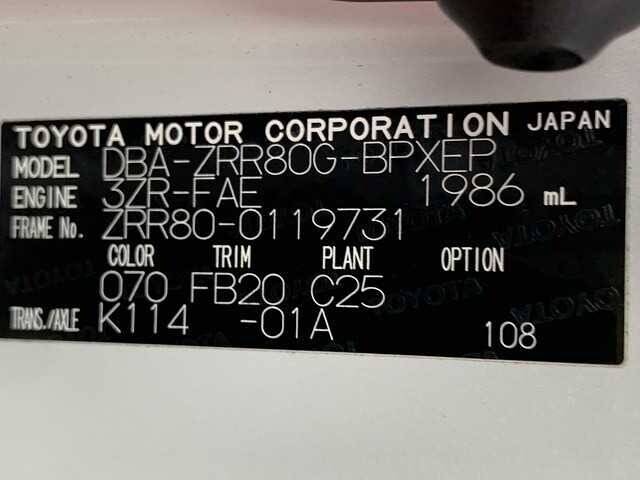 TOYOTA MOTOR CORPORATION JAPAN
MODEL DBA-ZRR80G-BPXEP
ENGINE 3ZR-FAE 1986 mL
FRAME No. ZRR80-0119731
COLOR TRIM PLANT OPTION
070 FB20 C25
TRANS./AXLE K114 -01A
108